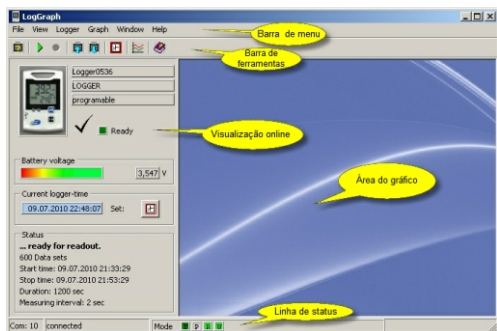 LogGraph
File View Logger Graph Window Help
Barra de menu
Barra de
ferramentas
Logger0536
LOGGER
programable
Ready
Visualização online
Battery voltage
3,547 V
Área do gráfico
Current logger-time
09.07.2010 22:48:07 Set:
Status
... ready for readout.
600 Data sets
Start time: 09.07.2010 21:33:29
Stop time: 09.07.2010 21:53:29
Duration: 1200 sec
Measuring interval: 2 sec
Linha de status
Com: 10 connected Mode P